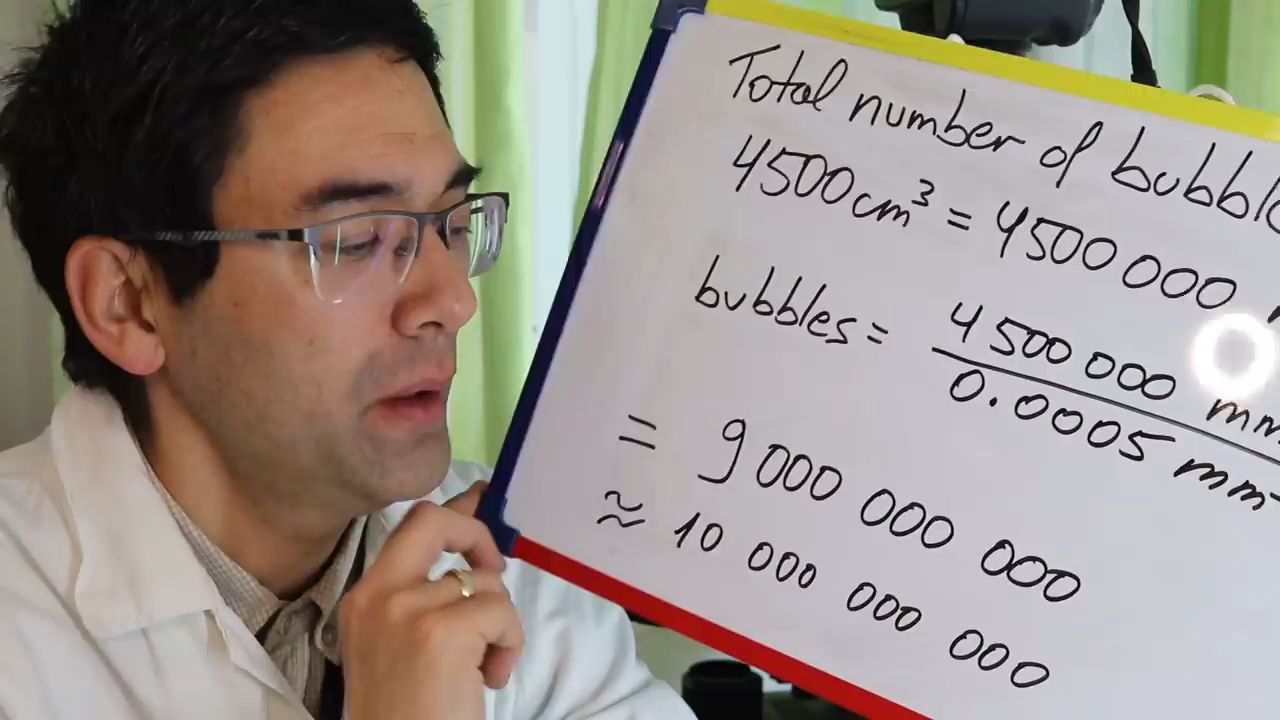 Total number of bubble
4500cm³ = 4500 000
bubbles = 4 500 000 mm
0.0005 mm
= 9 000 000 000
≈ 10 000 000 000